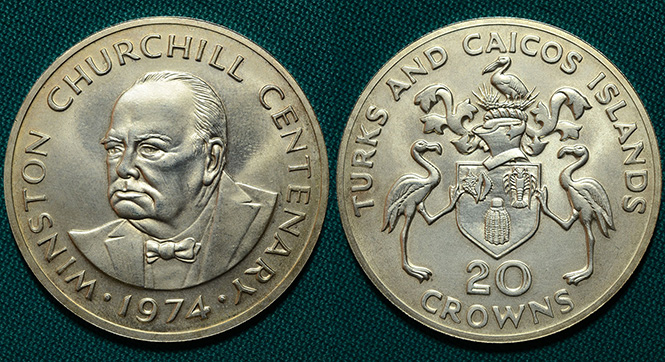 WINSTON CHURCHILL CENTENARY
· 1974 ·
TURKS AND CAICOS ISLANDS
20
CROWNS